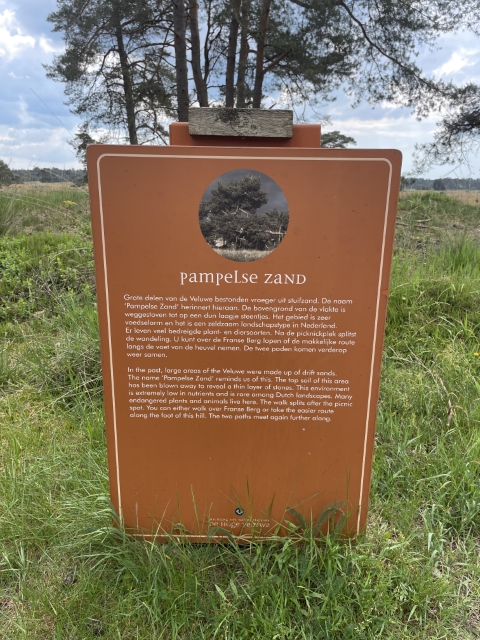 pampelse zand
Grote delen van de Veluwe bestonden vroeger uit stuifzand. De naam
'Pampelse Zand' herinnert hieraan. De bovengrond van de vlakte is
weggestoven tot op een dun laagje steentjes. Het gebied is zeer
voedselarm en het is een zeldzaam landschapstype in Nederland.
Er leven veel bedreigde plant- en diersoorten. Na de picknickplek splitst
de wandeling. U kunt over de Franse Berg lopen of de makkelijke route
langs de voet van de heuvel nemen. De twee paden komen verderop
weer samen.
In the past, large areas of the Veluwe were made up of drift sands.
The name 'Pampelse Zand' reminds us of this. The top soil of this area
has been blown away to reveal a thin layer of stones. This environment
is extremely low in nutrients and is rare among Dutch landscapes. Many
endangered plants and animals live here. The walk splits after the picnic
spot. You can either walk over Franse Berg or take the easier route
along the foot of this hill. The two paths meet again further along.
De Hoge Veluwe